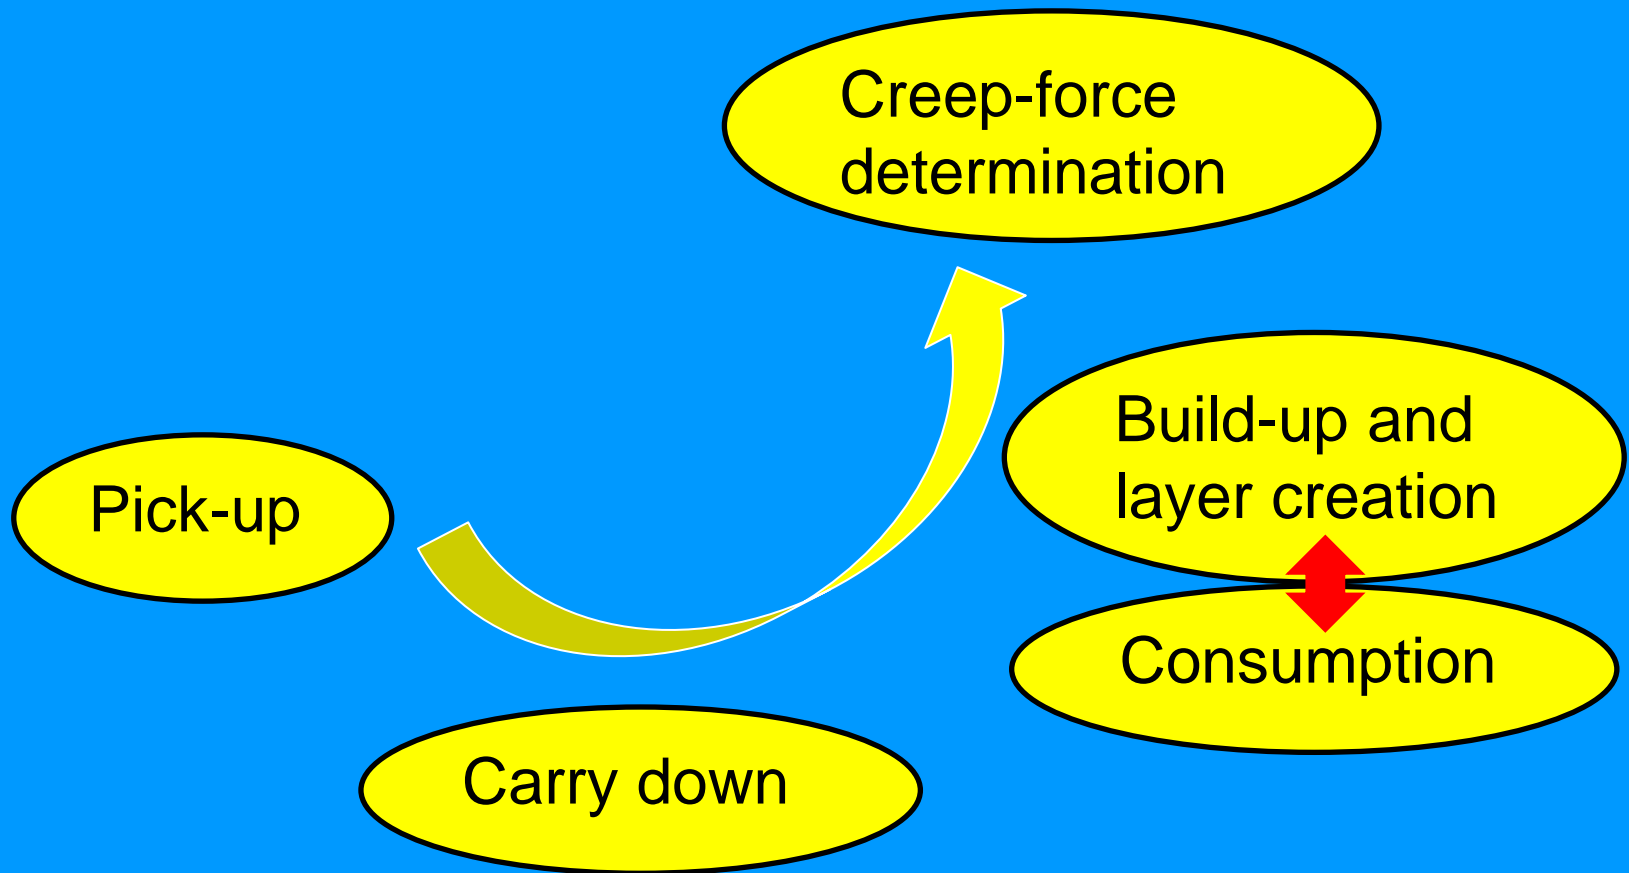 Creep-force
determination
Build-up and
layer creation
Pick-up
Consumption
Carry down